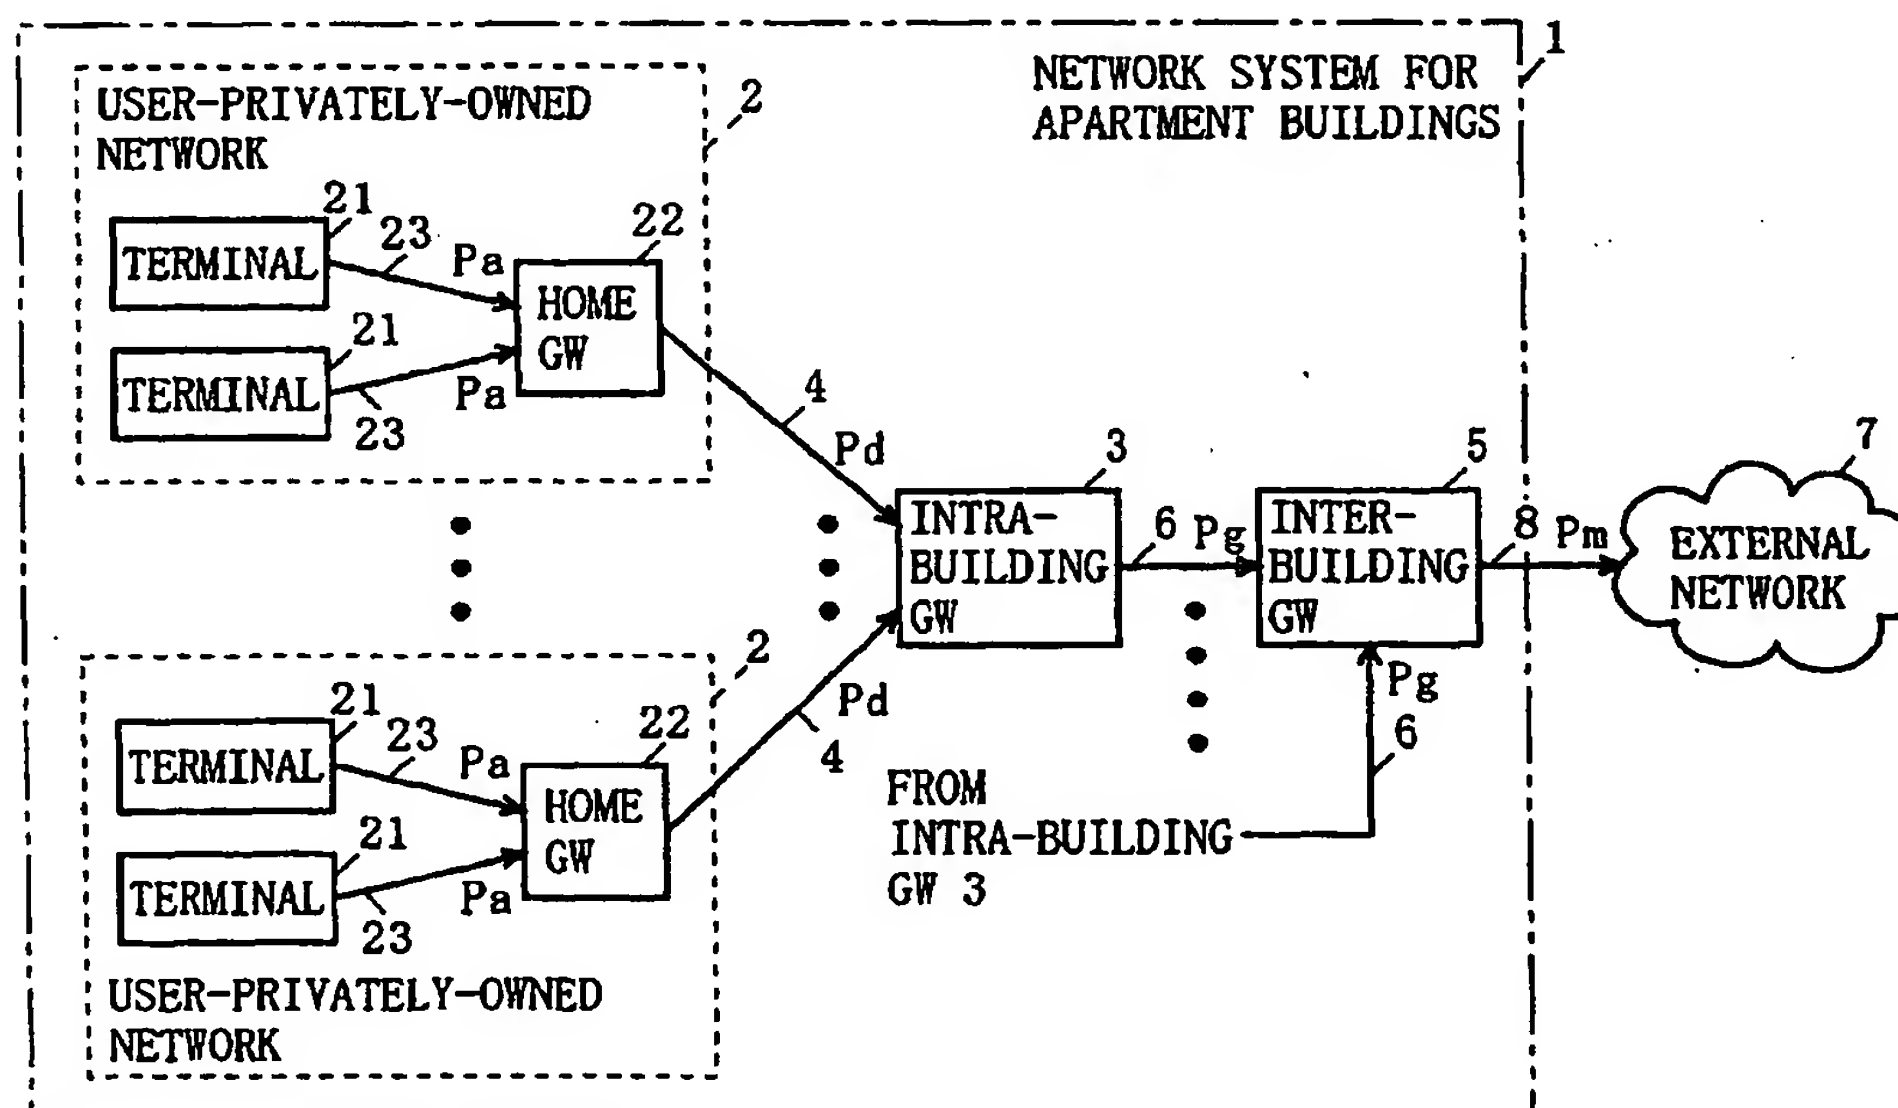 NETWORK SYSTEM FOR
APARTMENT BUILDINGS
1
USER-PRIVATELY-OWNED
NETWORK
2
TERMINAL
21
23
Pa
HOME
GW
22
TERMINAL
21
23
Pa
4
Pd
INTRA-
BUILDING
GW
3
6
Pg
INTER-
BUILDING
GW
5
8
Pm
EXTERNAL
NETWORK
7
2
TERMINAL
21
23
Pa
HOME
GW
22
TERMINAL
21
23
Pa
USER-PRIVATELY-OWNED
NETWORK
Pd
4
Pg
6
FROM
INTRA-BUILDING
GW 3